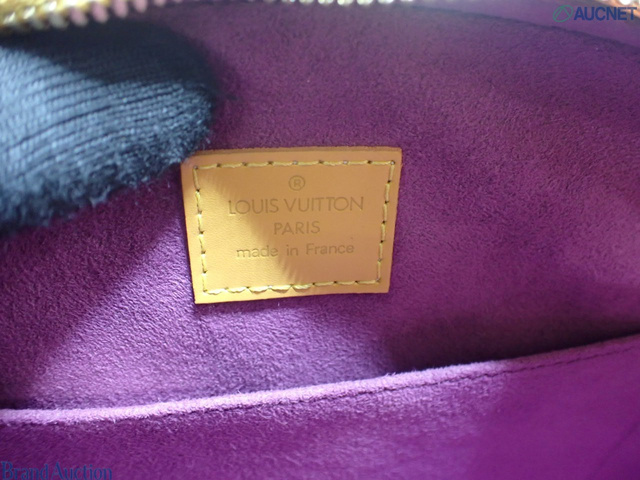 AUCNET
®
LOUIS VUITTON
PARIS
made in France
Brand Auction